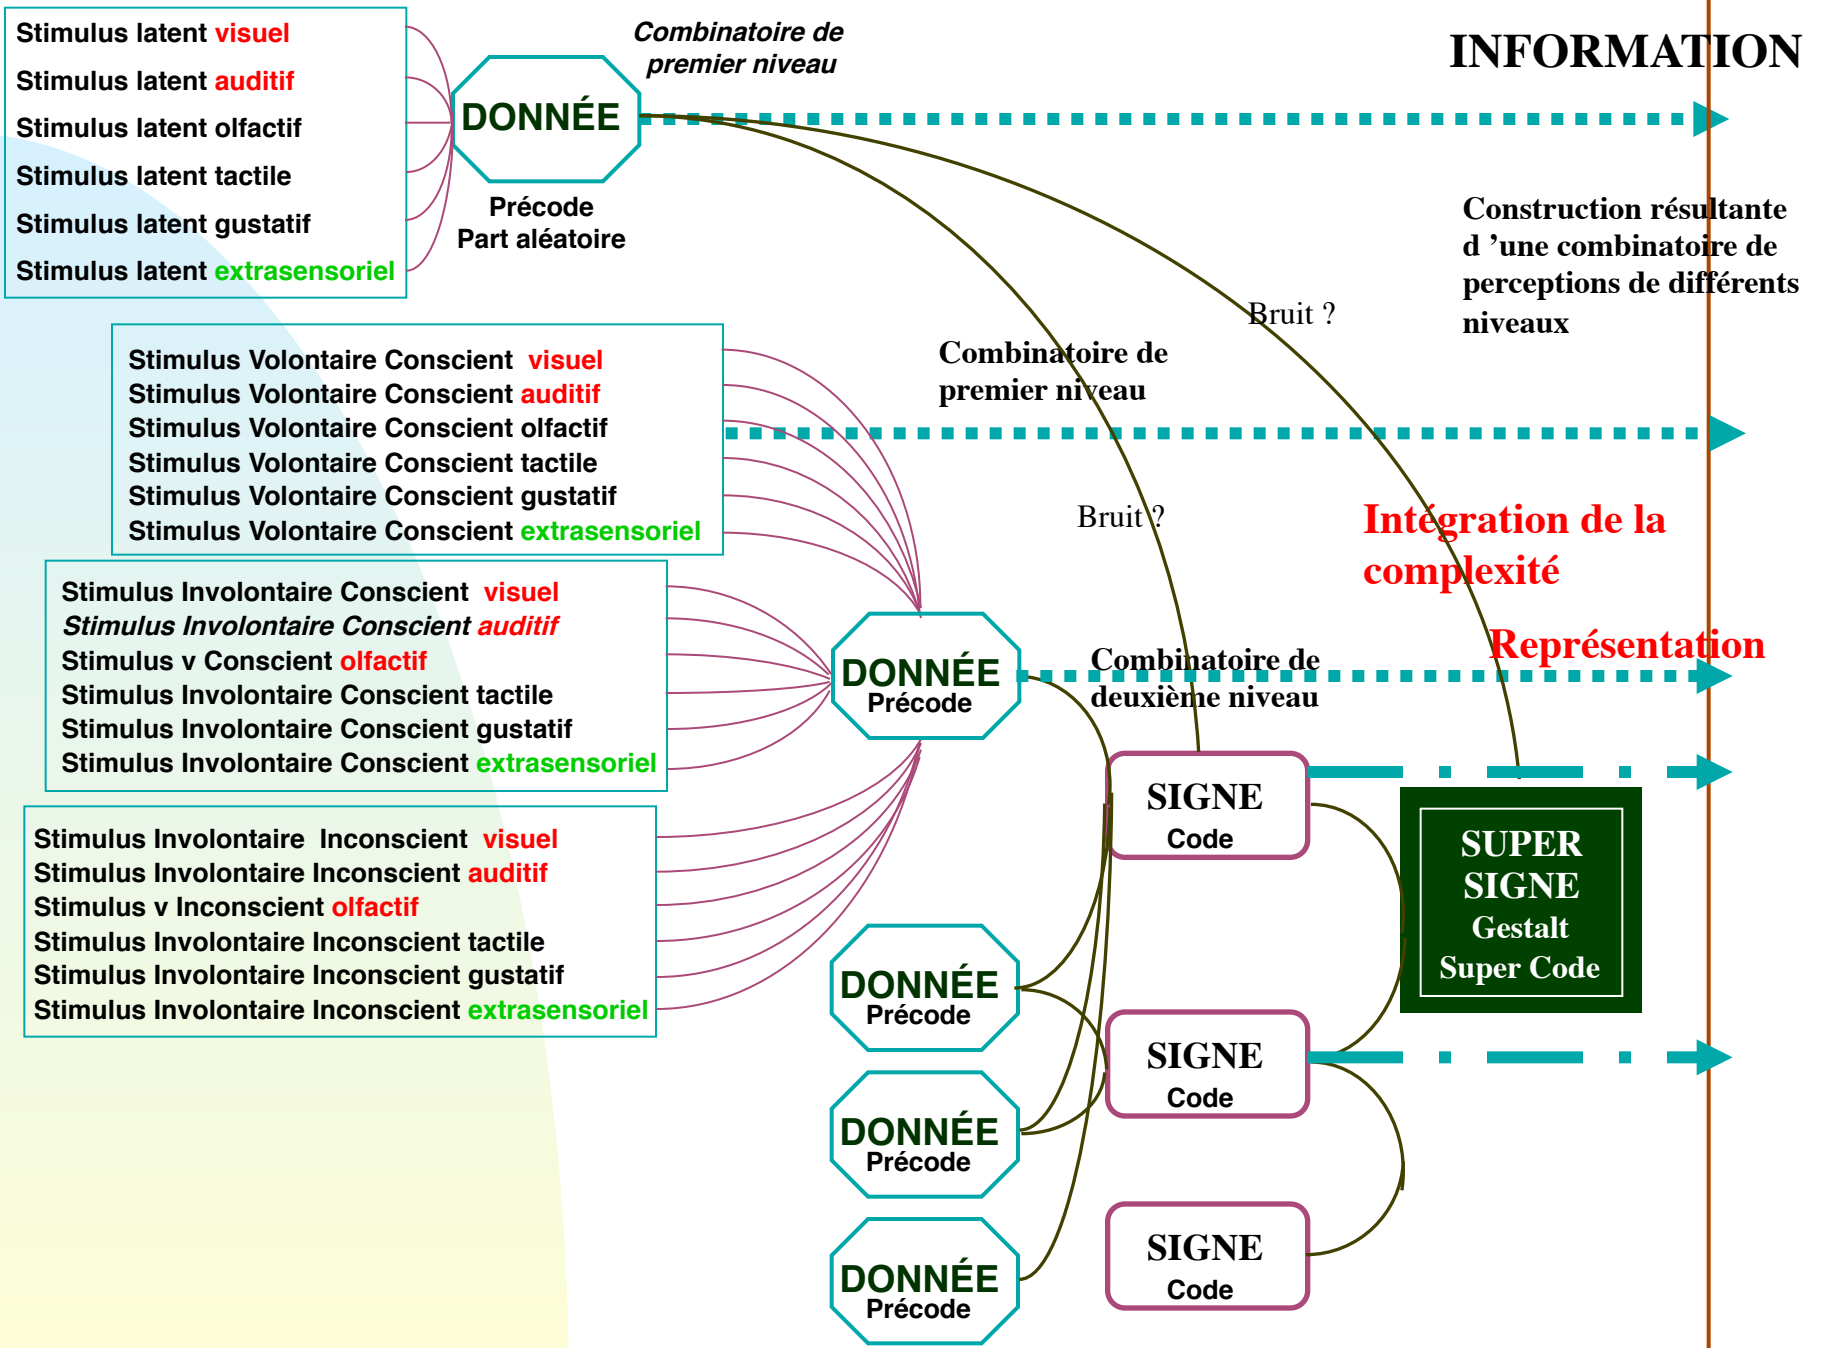 Stimulus latent visuel
Stimulus latent auditif
Stimulus latent olfactif
Stimulus latent tactile
Stimulus latent gustatif
Stimulus latent extrasensoriel
DONNÉE
Précode
Part aléatoire
Combinatoire de
premier niveau
INFORMATION
Construction résultante
d ’une combinatoire de
perceptions de différents
niveaux
Bruit ?
Stimulus Volontaire Conscient visuel
Stimulus Volontaire Conscient auditif
Stimulus Volontaire Conscient olfactif
Stimulus Volontaire Conscient tactile
Stimulus Volontaire Conscient gustatif
Stimulus Volontaire Conscient extrasensoriel
Combinatoire de
premier niveau
Bruit ?
Intégration de la
complexité
Représentation
Stimulus Involontaire Conscient visuel
Stimulus Involontaire Conscient auditif
Stimulus v Conscient olfactif
Stimulus Involontaire Conscient tactile
Stimulus Involontaire Conscient gustatif
Stimulus Involontaire Conscient extrasensoriel
DONNÉE
Précode
Combinatoire de
deuxième niveau
Stimulus Involontaire Inconscient visuel
Stimulus Involontaire Inconscient auditif
Stimulus v Inconscient olfactif
Stimulus Involontaire Inconscient tactile
Stimulus Involontaire Inconscient gustatif
Stimulus Involontaire Inconscient extrasensoriel
SIGNE
Code
SUPER
SIGNE
Gestalt
Super Code
DONNÉE
Précode
SIGNE
Code
DONNÉE
Précode
SIGNE
Code
DONNÉE
Précode